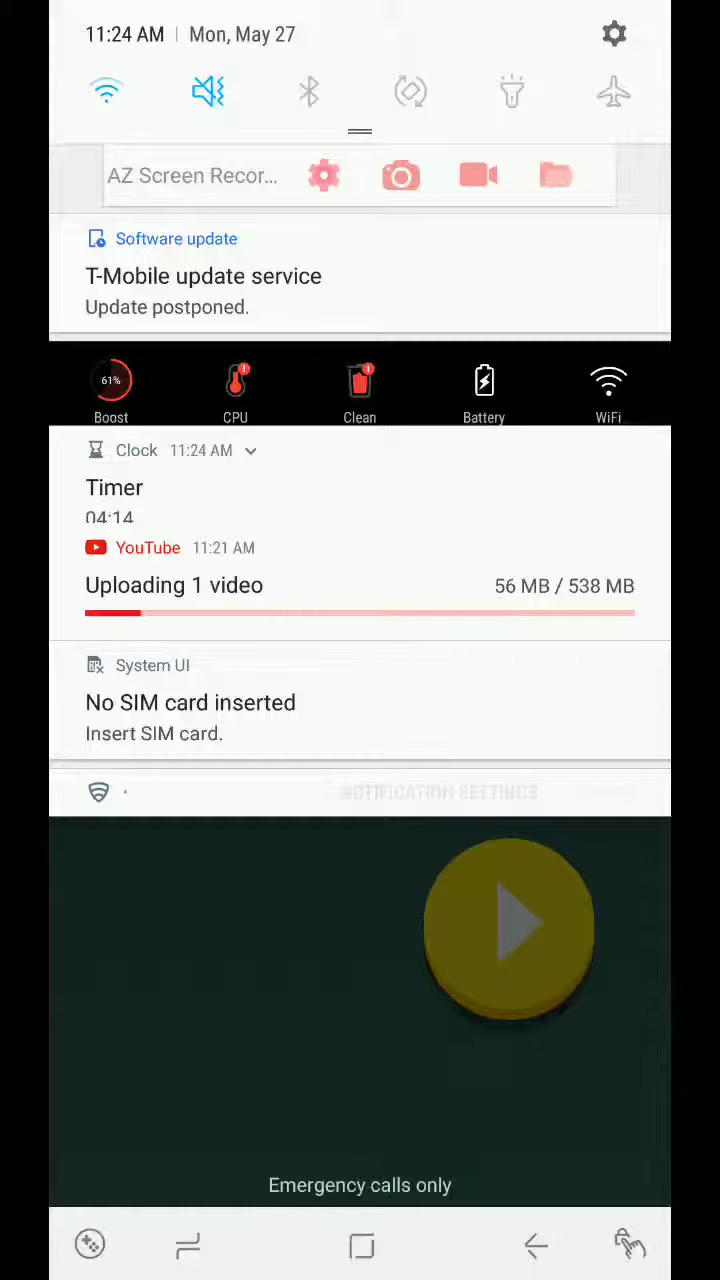 11:24 AM | Mon, May 27
AZ Screen Recor...
Software update
T-Mobile update service
Update postponed.
61%
Boost CPU Clean Battery WiFi
Clock 11:24 AM
Timer
04:14
YouTube 11:21 AM
Uploading 1 video 56 MB / 538 MB
System UI
No SIM card inserted
Insert SIM card.
NOTIFICATION SETTINGS
Emergency calls only